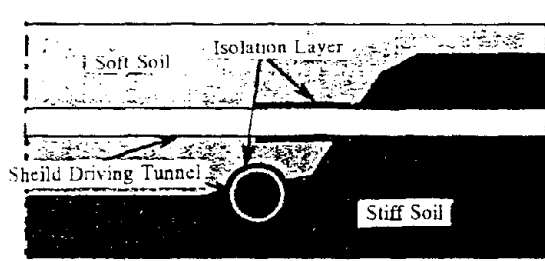 Isolation Layer
Soft Soil
Sheild Driving Tunnel
Stiff Soil